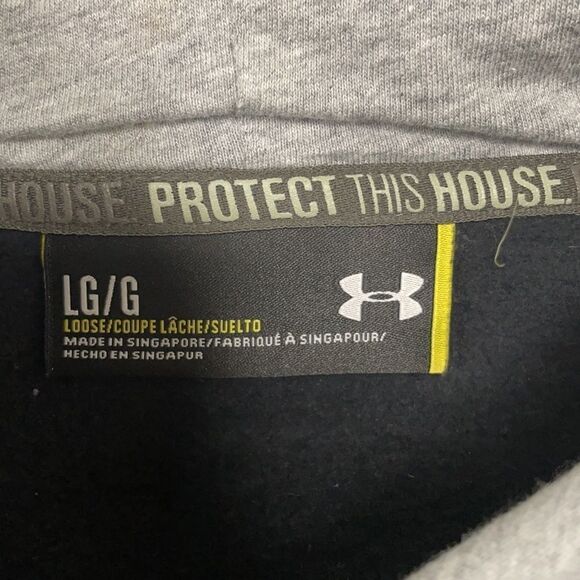 HOUSE. PROTECT THIS HOUSE.
LG/G
LOOSE/COUPE LÂCHE/SUELTO
MADE IN SINGAPORE/FABRIQUÉ À SINGAPOUR/
HECHO EN SINGAPUR